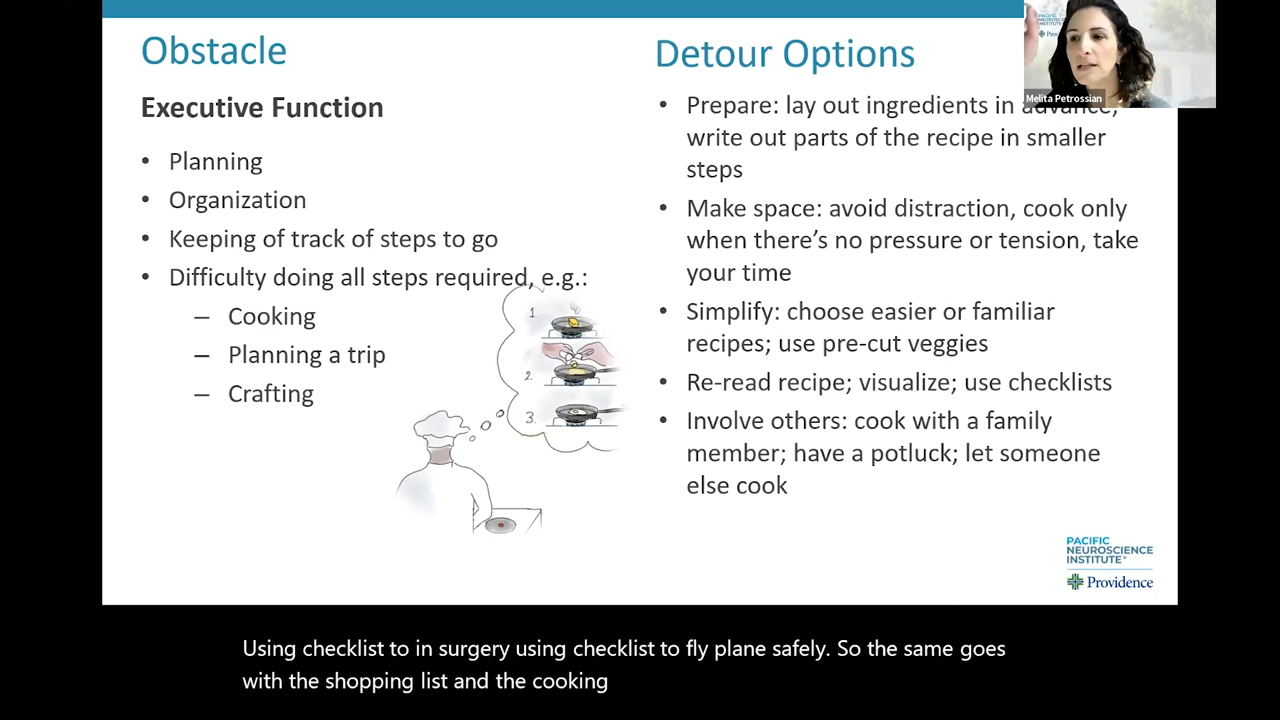 Obstacle
Executive Function
• Planning
• Organization
• Keeping of track of steps to go
• Difficulty doing all steps required, e.g.:
– Cooking
– Planning a trip
– Crafting
1.
2.
3.
Detour Options
• Prepare: lay out ingredients in advance,
write out parts of the recipe in smaller
steps
• Make space: avoid distraction, cook only
when there’s no pressure or tension, take
your time
• Simplify: choose easier or familiar
recipes; use pre-cut veggies
• Re-read recipe; visualize; use checklists
• Involve others: cook with a family
member; have a potluck; let someone
else cook
PACIFIC
Melita Petrossian
PACIFIC
NEUROSCIENCE
INSTITUTE®
Providence
Using checklist to in surgery using checklist to fly plane safely. So the same goes
with the shopping list and the cooking